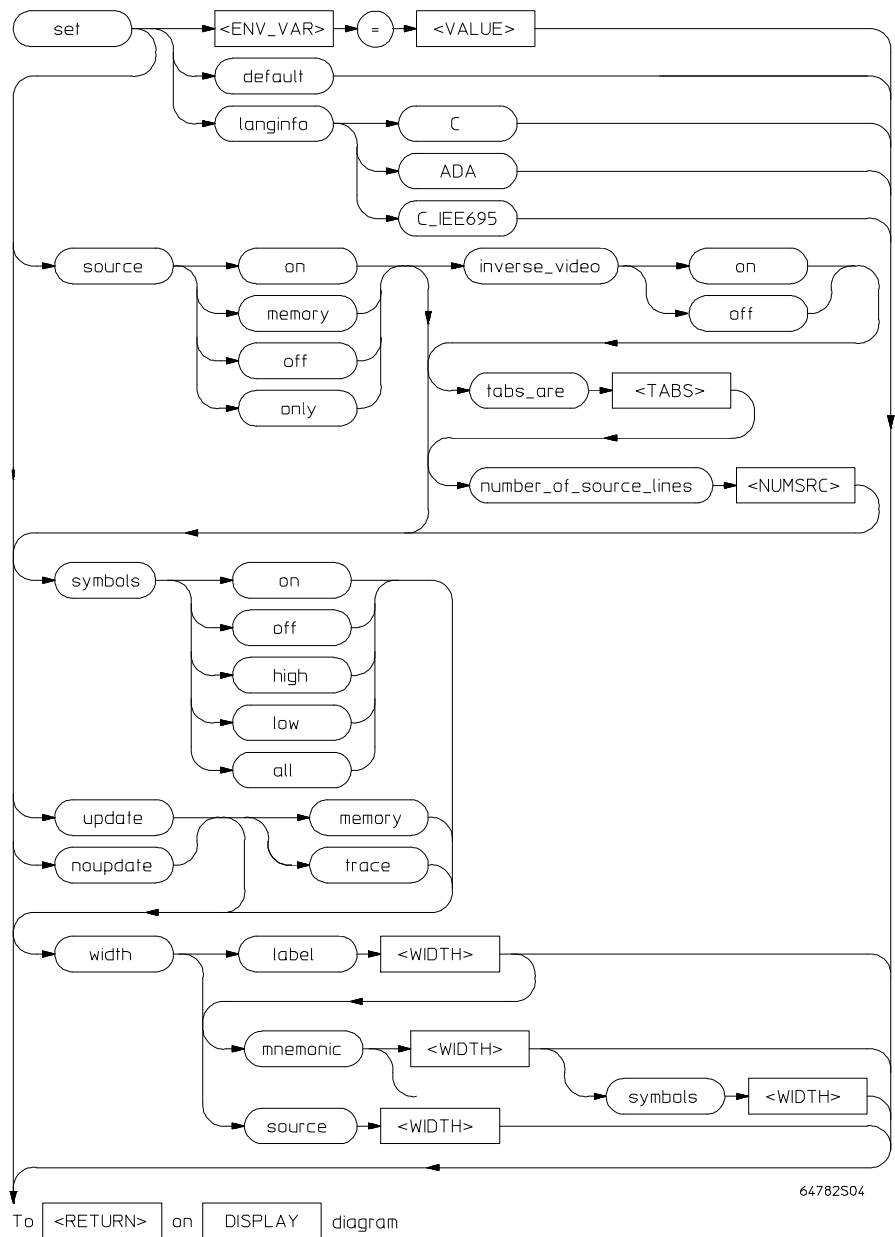 set <ENV_VAR> = <VALUE>
default
langinfo C
ADA
C_IEE695
source on inverse_video on
memory off
off tabs_are <TABS>
only
number_of_source_lines <NUMSRC>
symbols on
off
high
low
all
update memory
noupdate trace
width label <WIDTH>
mnemonic <WIDTH>
symbols <WIDTH>
source <WIDTH>
64782S04
To <RETURN> on DISPLAY diagram